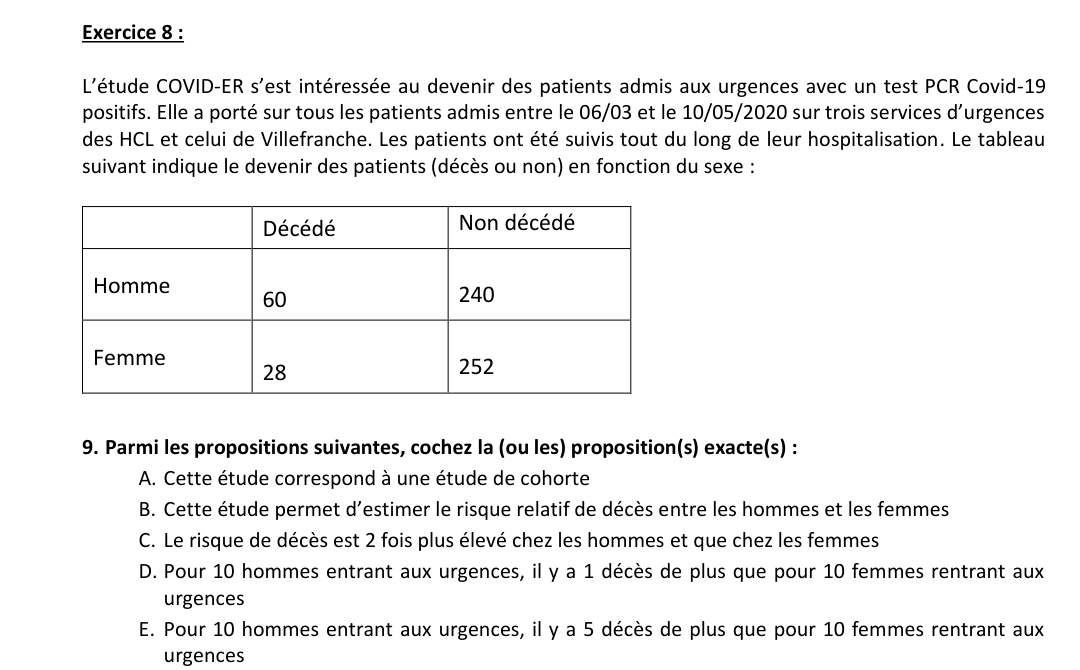 Exercice 8 :
L’étude COVID-ER s’est intéressée au devenir des patients admis aux urgences avec un test PCR Covid-19
positifs. Elle a porté sur tous les patients admis entre le 06/03 et le 10/05/2020 sur trois services d’urgences
des HCL et celui de Villefranche. Les patients ont été suivis tout du long de leur hospitalisation. Le tableau
suivant indique le devenir des patients (décès ou non) en fonction du sexe :
Décédé Non décédé
Homme 60 240
Femme 28 252
9. Parmi les propositions suivantes, cochez la (ou les) proposition(s) exacte(s) :
A. Cette étude correspond à une étude de cohorte
B. Cette étude permet d’estimer le risque relatif de décès entre les hommes et les femmes
C. Le risque de décès est 2 fois plus élevé chez les hommes et que chez les femmes
D. Pour 10 hommes entrant aux urgences, il y a 1 décès de plus que pour 10 femmes rentrant aux
urgences
E. Pour 10 hommes entrant aux urgences, il y a 5 décès de plus que pour 10 femmes rentrant aux
urgences